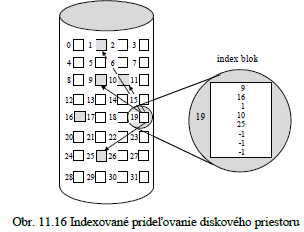 index blok
0 1 2 3
4 5 6 7
8 9 10 11
12 13 14 15
16 17 18 19
20 21 22 23
24 25 26 27
28 29 30 31
19
9
16
1
10
25
-1
-1
-1
Obr. 11.16 Indexované prideľovanie diskového priestoru